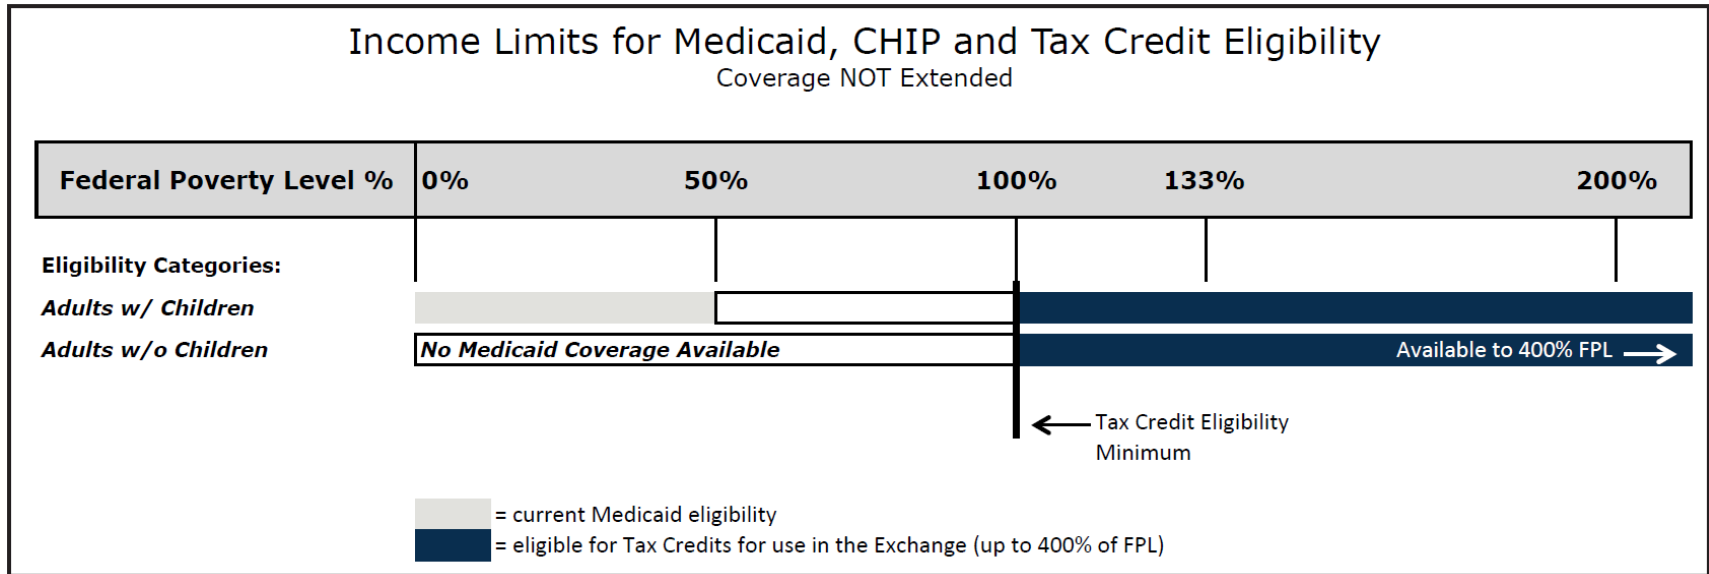 Income Limits for Medicaid, CHIP and Tax Credit Eligibility
Coverage NOT Extended
Federal Poverty Level % 0% 50% 100% 133% 200%
Eligibility Categories:
Adults w/ Children
Adults w/o Children No Medicaid Coverage Available Available to 400% FPL →
← Tax Credit Eligibility
Minimum
= current Medicaid eligibility
= eligible for Tax Credits for use in the Exchange (up to 400% of FPL)